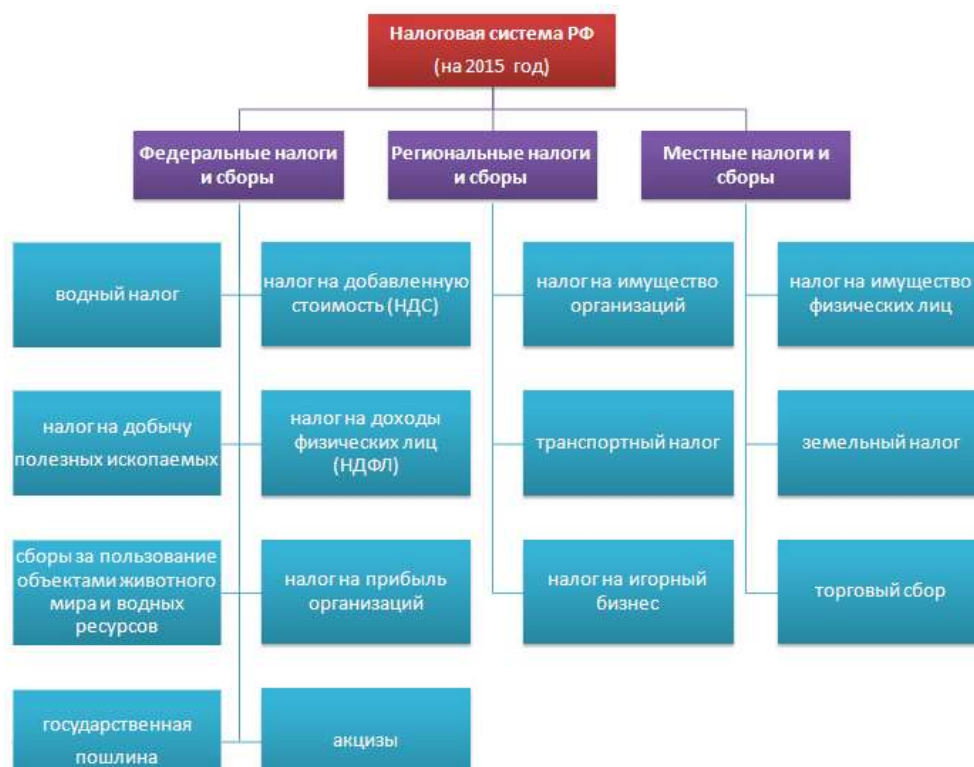 Налоговая система РФ
(на 2015 год)
Федеральные налоги
и сборы
Региональные налоги
и сборы
Местные налоги и
сборы
водный налог
налог на добавленную
стоимость (НДС)
налог на имущество
организаций
налог на имущество
физических лиц
налог на добычу
полезных ископаемых
налог на доходы
физических лиц
(НДФЛ)
транспортный налог
земельный налог
сборы за пользование
объектами животного
мира и водных
ресурсов
налог на прибыль
организаций
налог на игорный
бизнес
торговый сбор
государственная
пошлина
акцизы